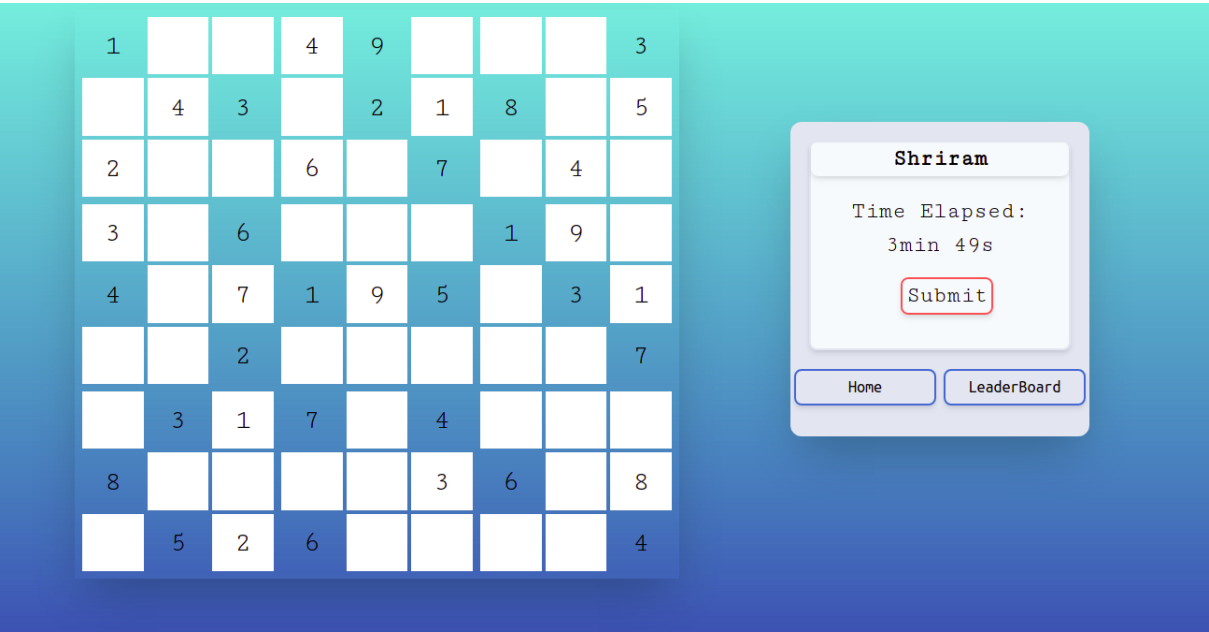 1 4 9 3
4 3 2 1 8 5
2 6 7 4
3 6 1 9
4 7 1 9 5 3 1
2 7
3 1 7 4
8 3 6 8
5 2 6 4
Shriram
Time Elapsed:
3min 49s
Submit
Home LeaderBoard